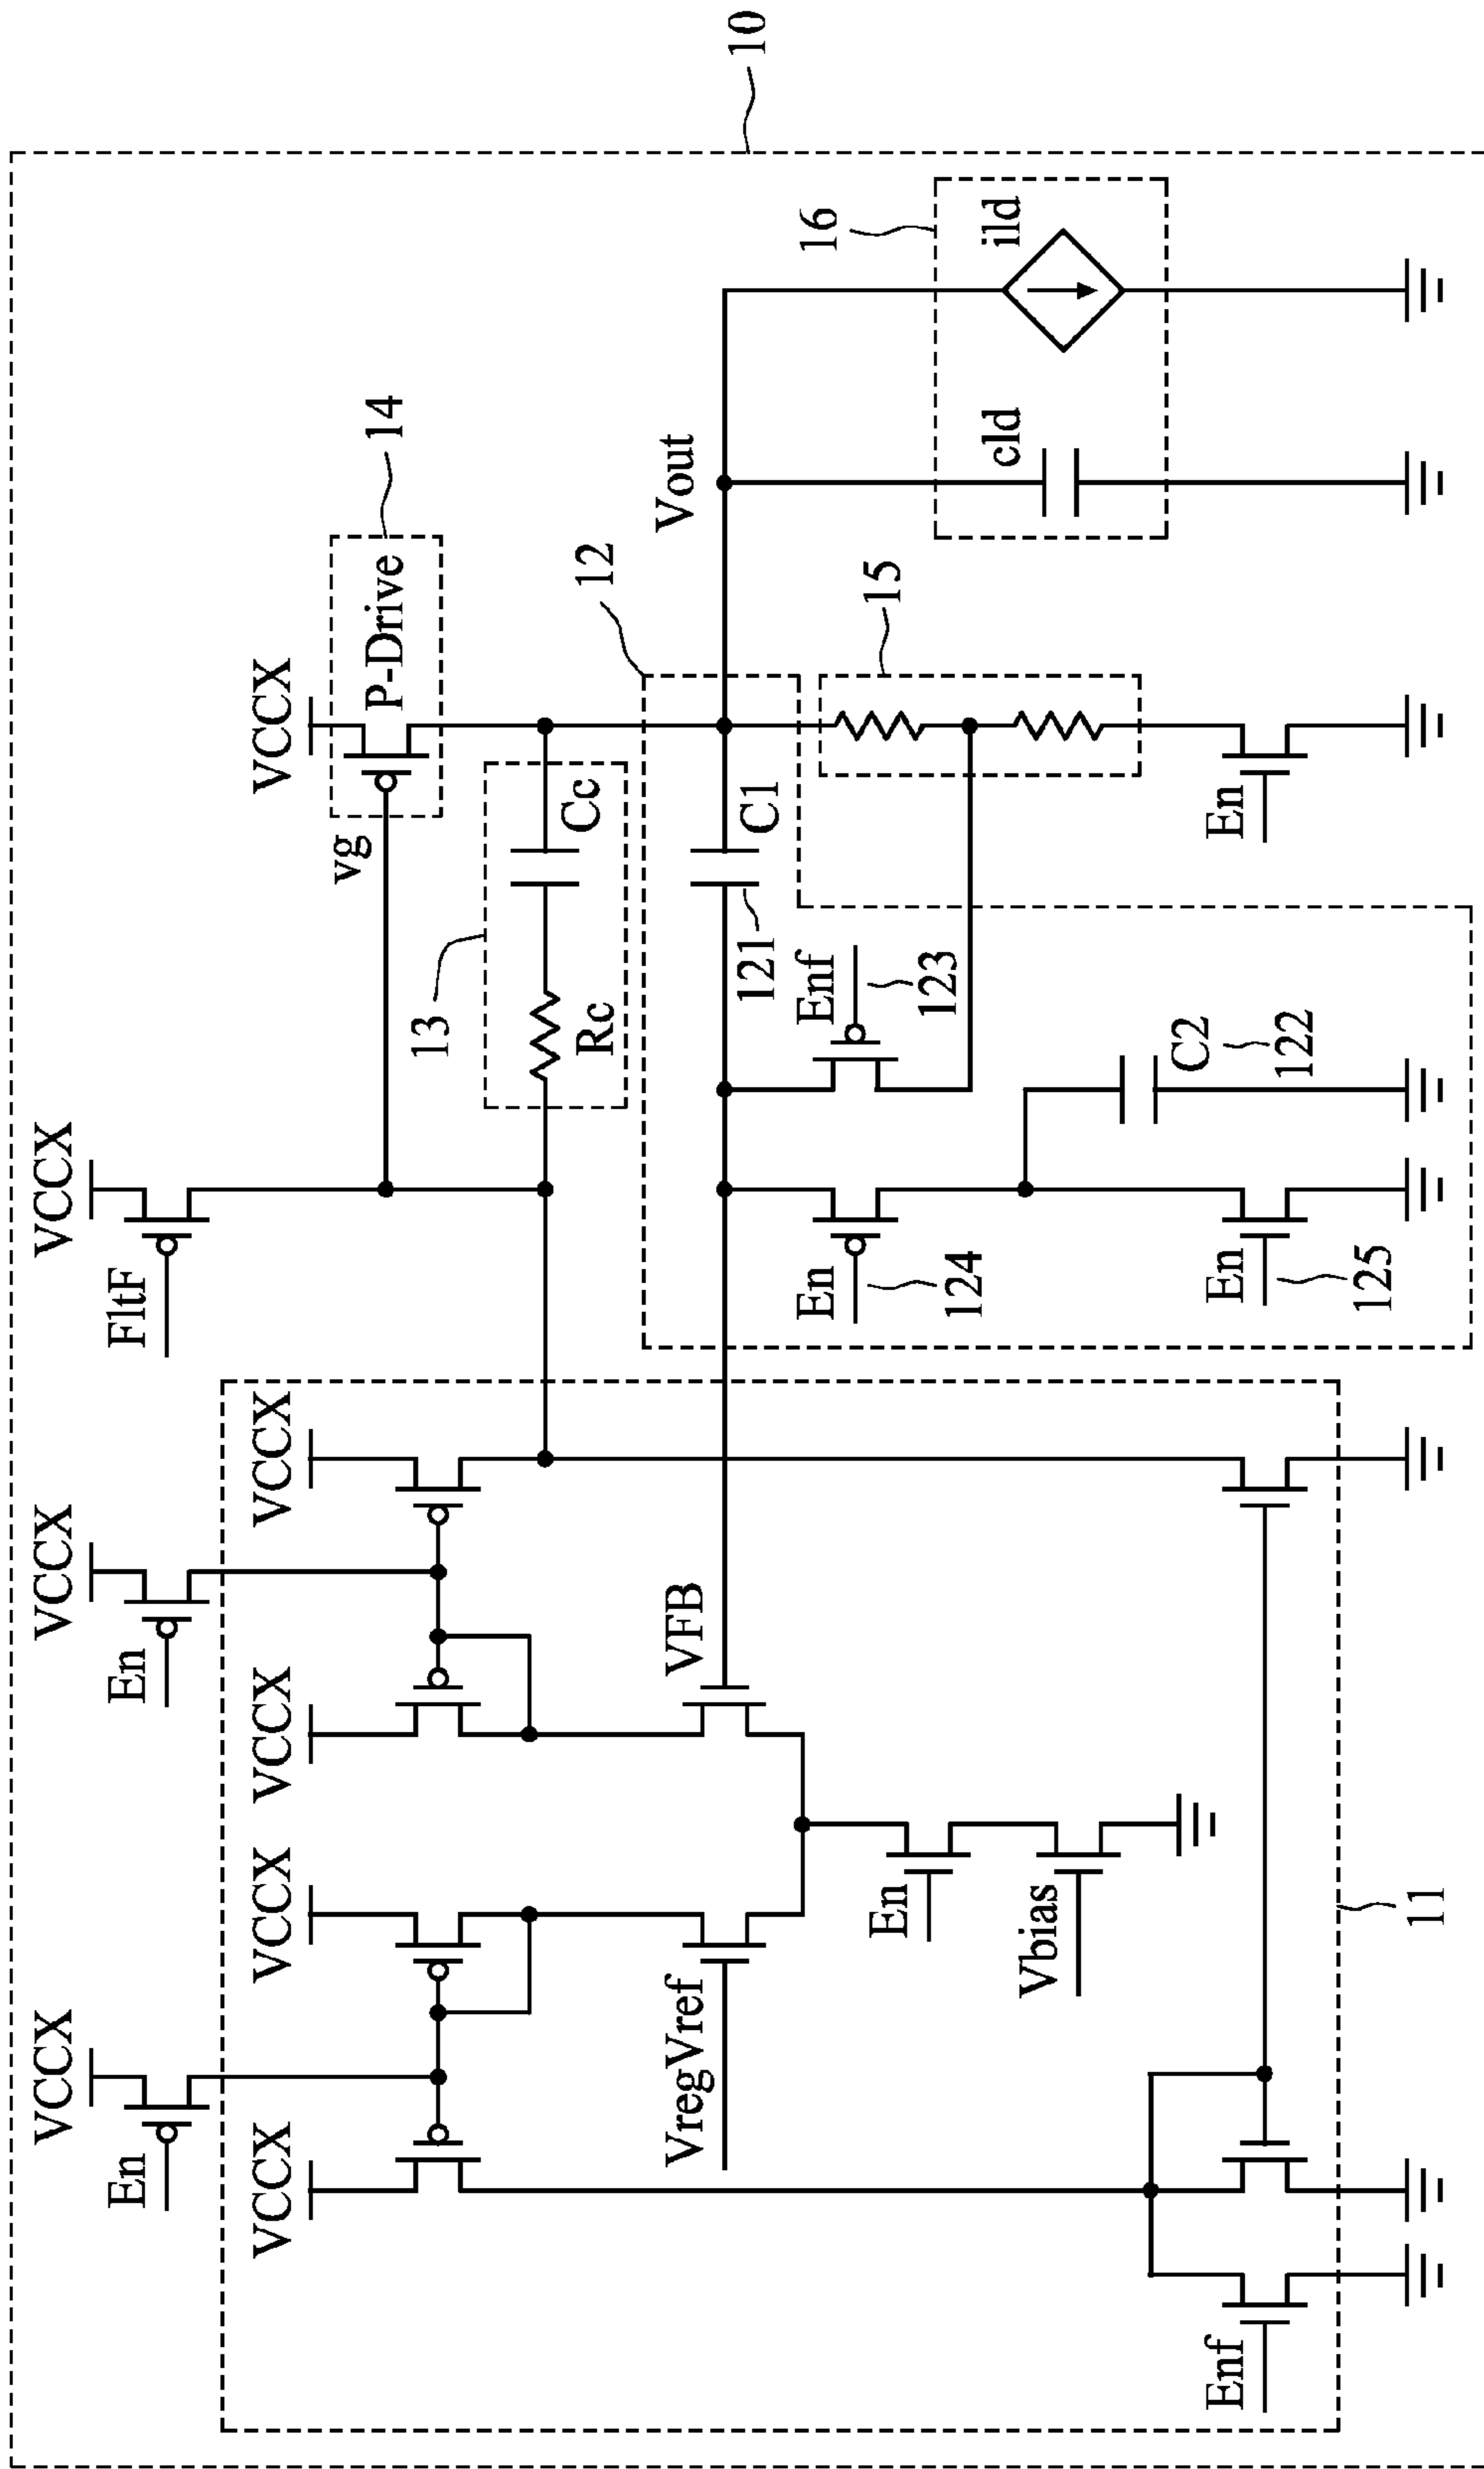 10
VCCX
VCCX
VCCX
VCCX
En
En
FltF
14
VCCX
VCCX
VCCX
VCCX
VCCX
P-Drive
vg
13
Rc
Cc
12
Vout
VregVref
VFB
C1
121
16
Enf
123
En
124
15
cld
ild
En
Vbias
C2
122
Enf
En
125
En
11